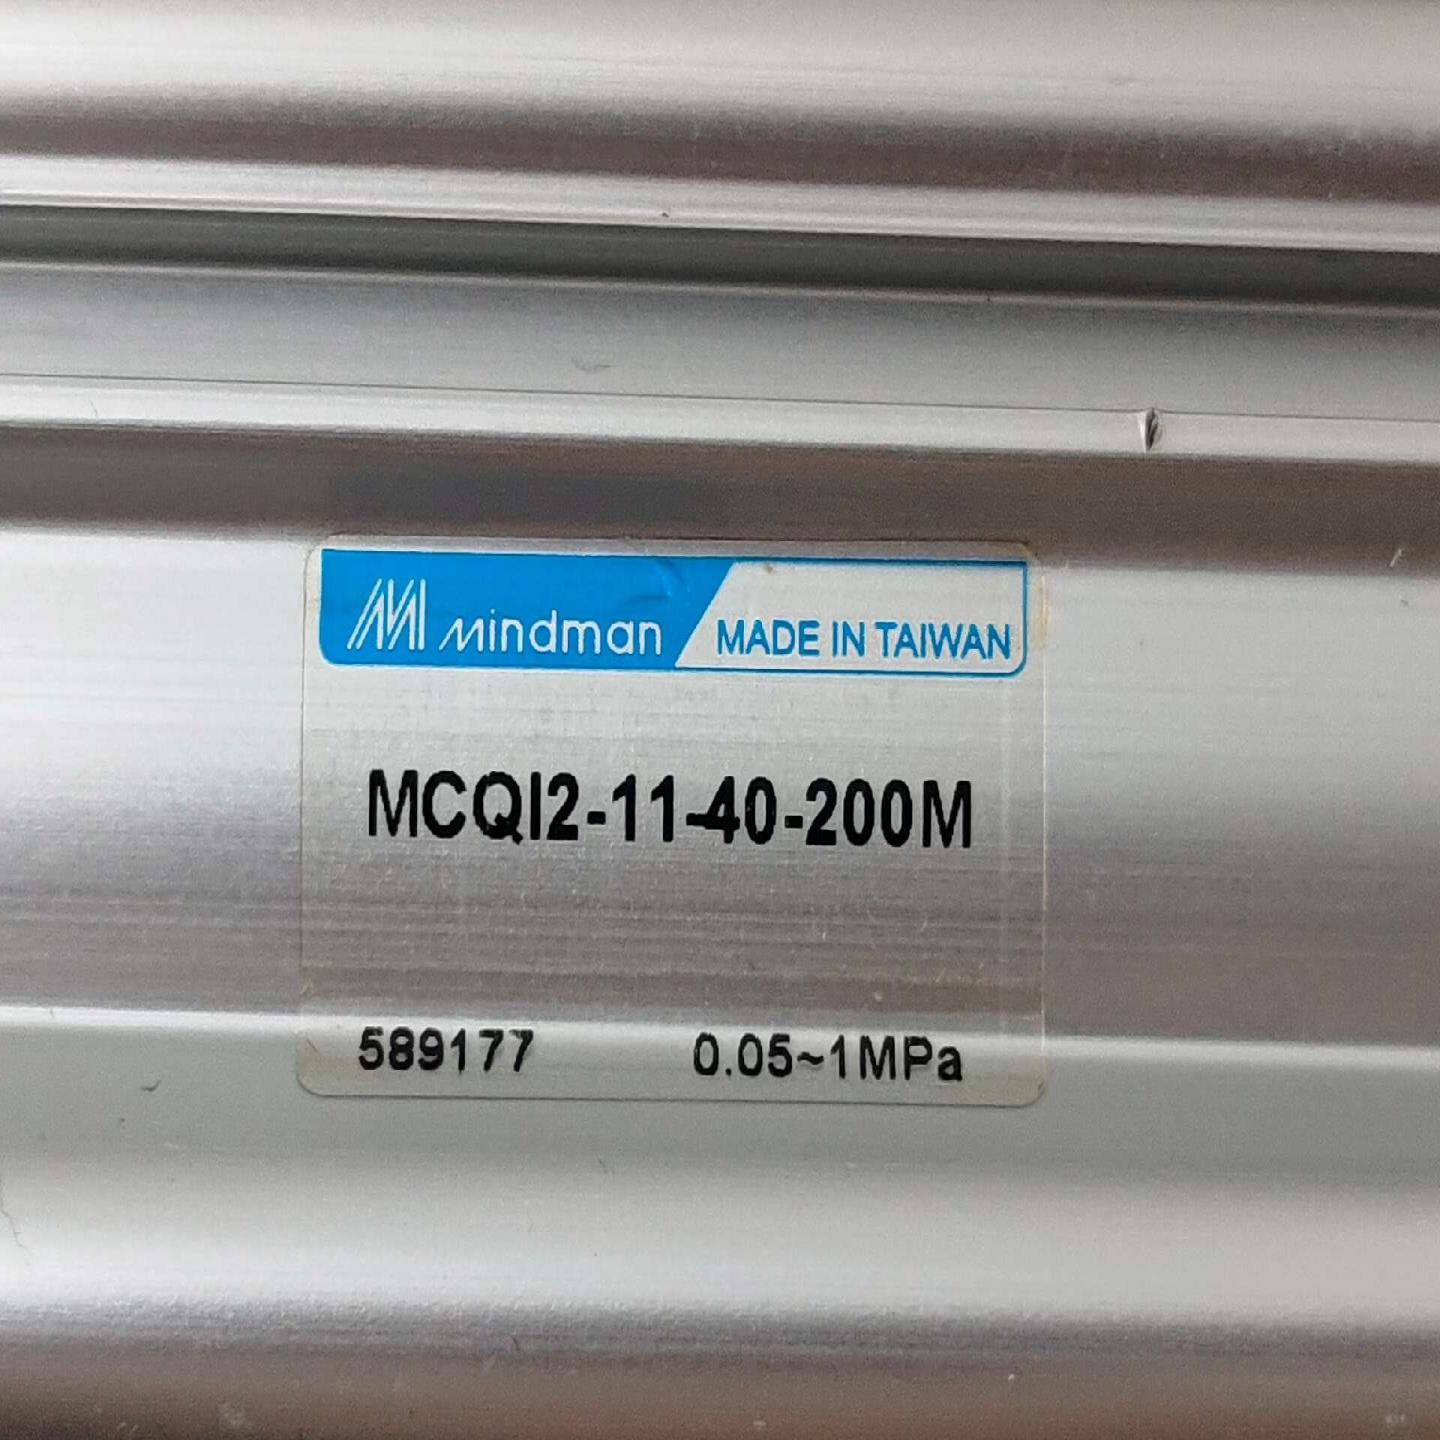 mindman MADE IN TAIWAN
MCQI2-11-40-200M
589177 0.05~1MPa